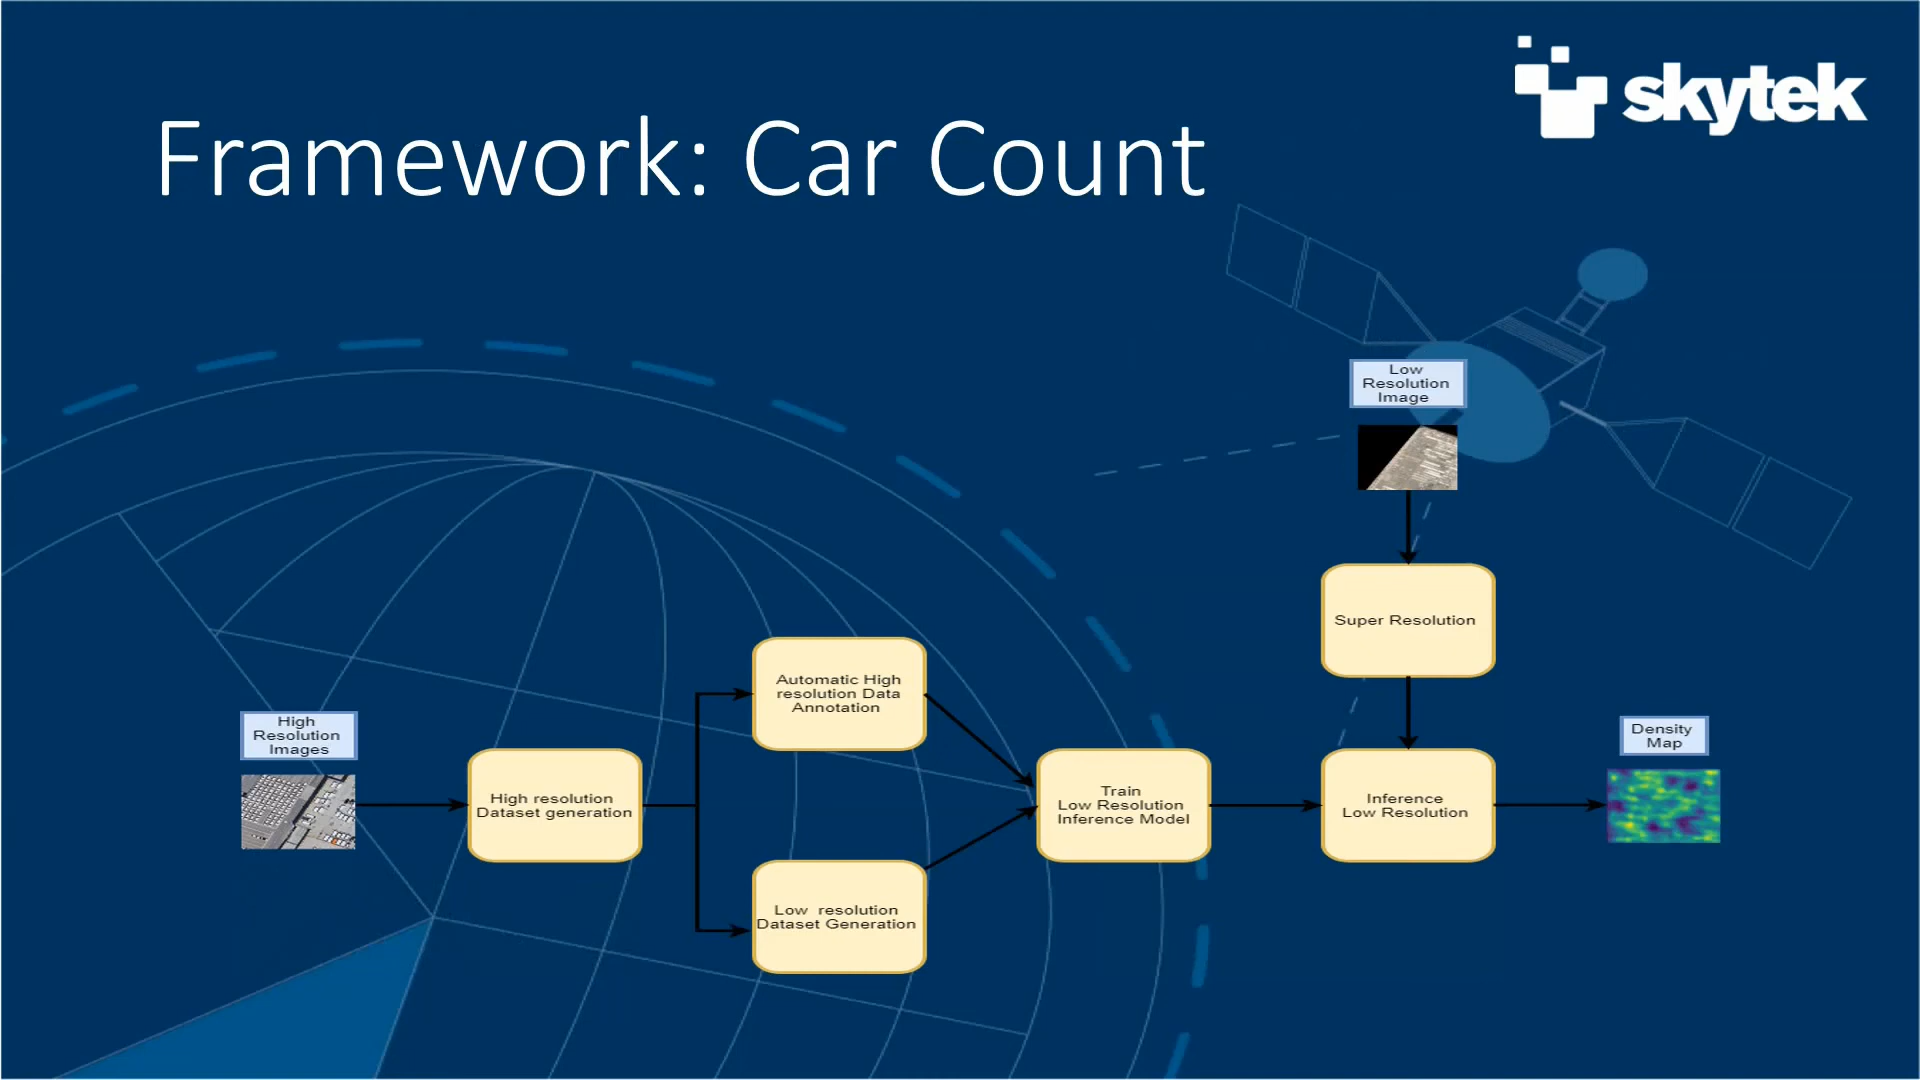 skytek
Framework: Car Count
Low
Resolution
Image
Super Resolution
Automatic High
resolution Data
Annotation
High
Resolution
Images
High resolution
Dataset generation
Low resolution
Dataset Generation
Train
Low Resolution
Inference Model
Inference
Low Resolution
Density
Map